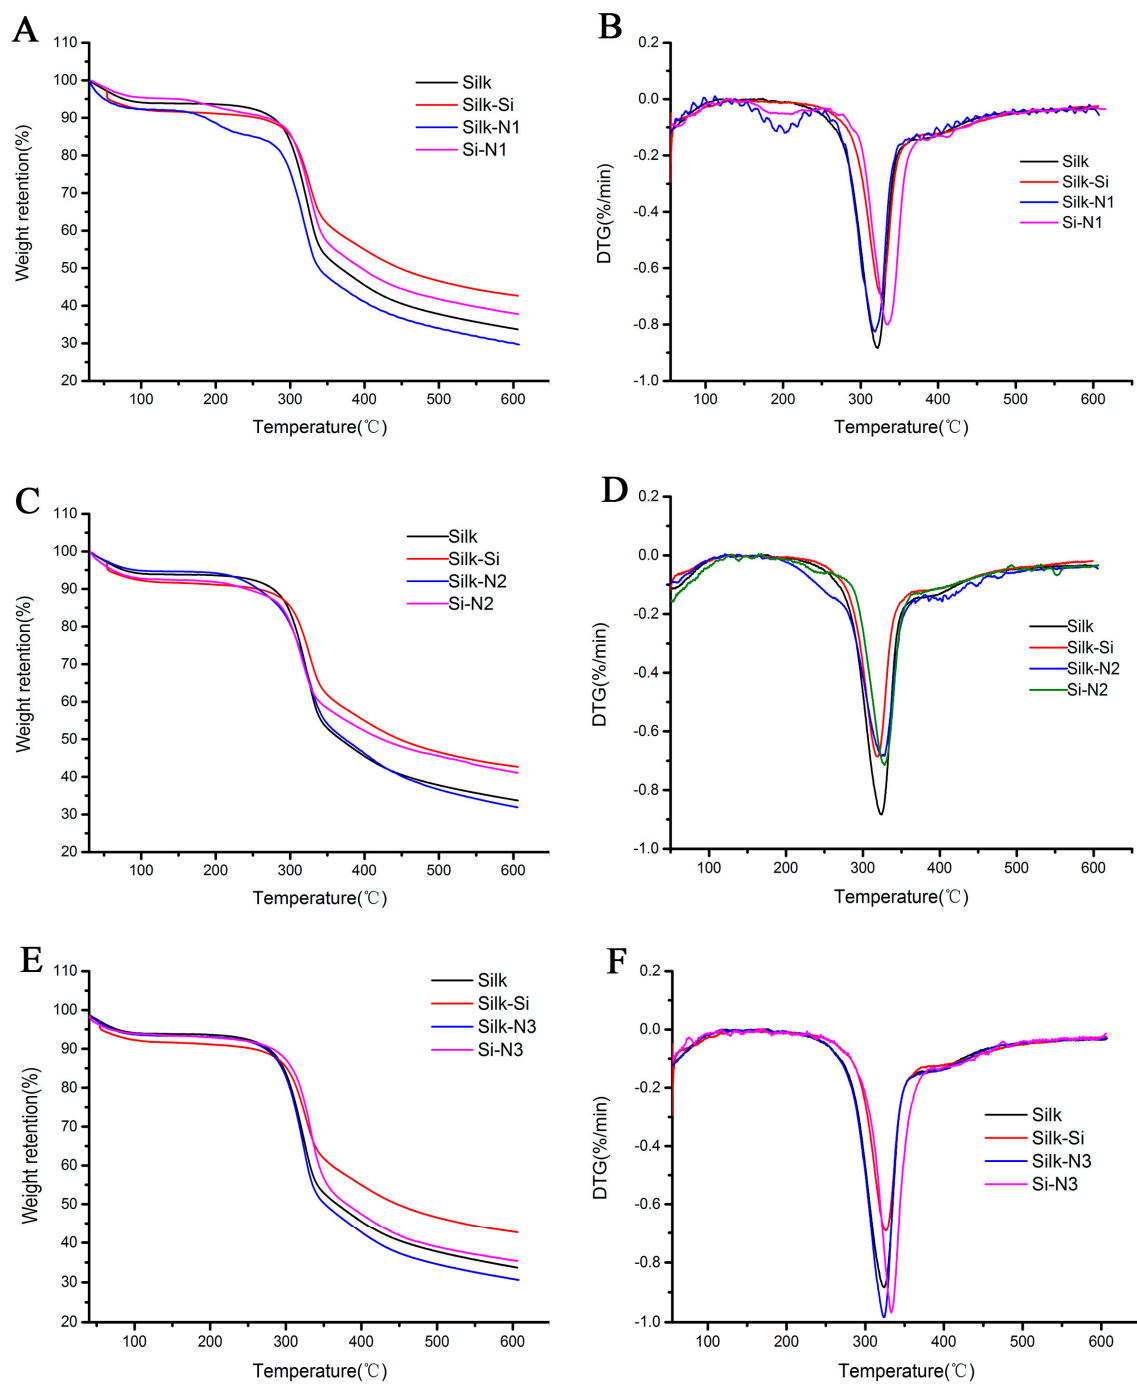 A
110
100
90
80
70
60
50
40
30
20
Weight retention(%)
Silk
Silk-Si
Silk-N1
Si-N1
100 200 300 400 500 600
Temperature(℃)
B
0.2
0.0
-0.2
-0.4
-0.6
-0.8
-1.0
DTG(%/min)
Silk
Silk-Si
Silk-N1
Si-N1
100 200 300 400 500 600
Temperature(℃)
C
110
100
90
80
70
60
50
40
30
20
Weight retention(%)
Silk
Silk-Si
Silk-N2
Si-N2
100 200 300 400 500 600
Temperature(℃)
D
0.2
0.0
-0.2
-0.4
-0.6
-0.8
-1.0
DTG(%/min)
Silk
Silk-Si
Silk-N2
Si-N2
100 200 300 400 500 600
Temperature(℃)
E
110
100
90
80
70
60
50
40
30
20
Weight retention(%)
Silk
Silk-Si
Silk-N3
Si-N3
100 200 300 400 500 600
Temperature(℃)
F
0.2
0.0
-0.2
-0.4
-0.6
-0.8
-1.0
DTG(%/min)
Silk
Silk-Si
Silk-N3
Si-N3
100 200 300 400 500 600
Temperature(℃)